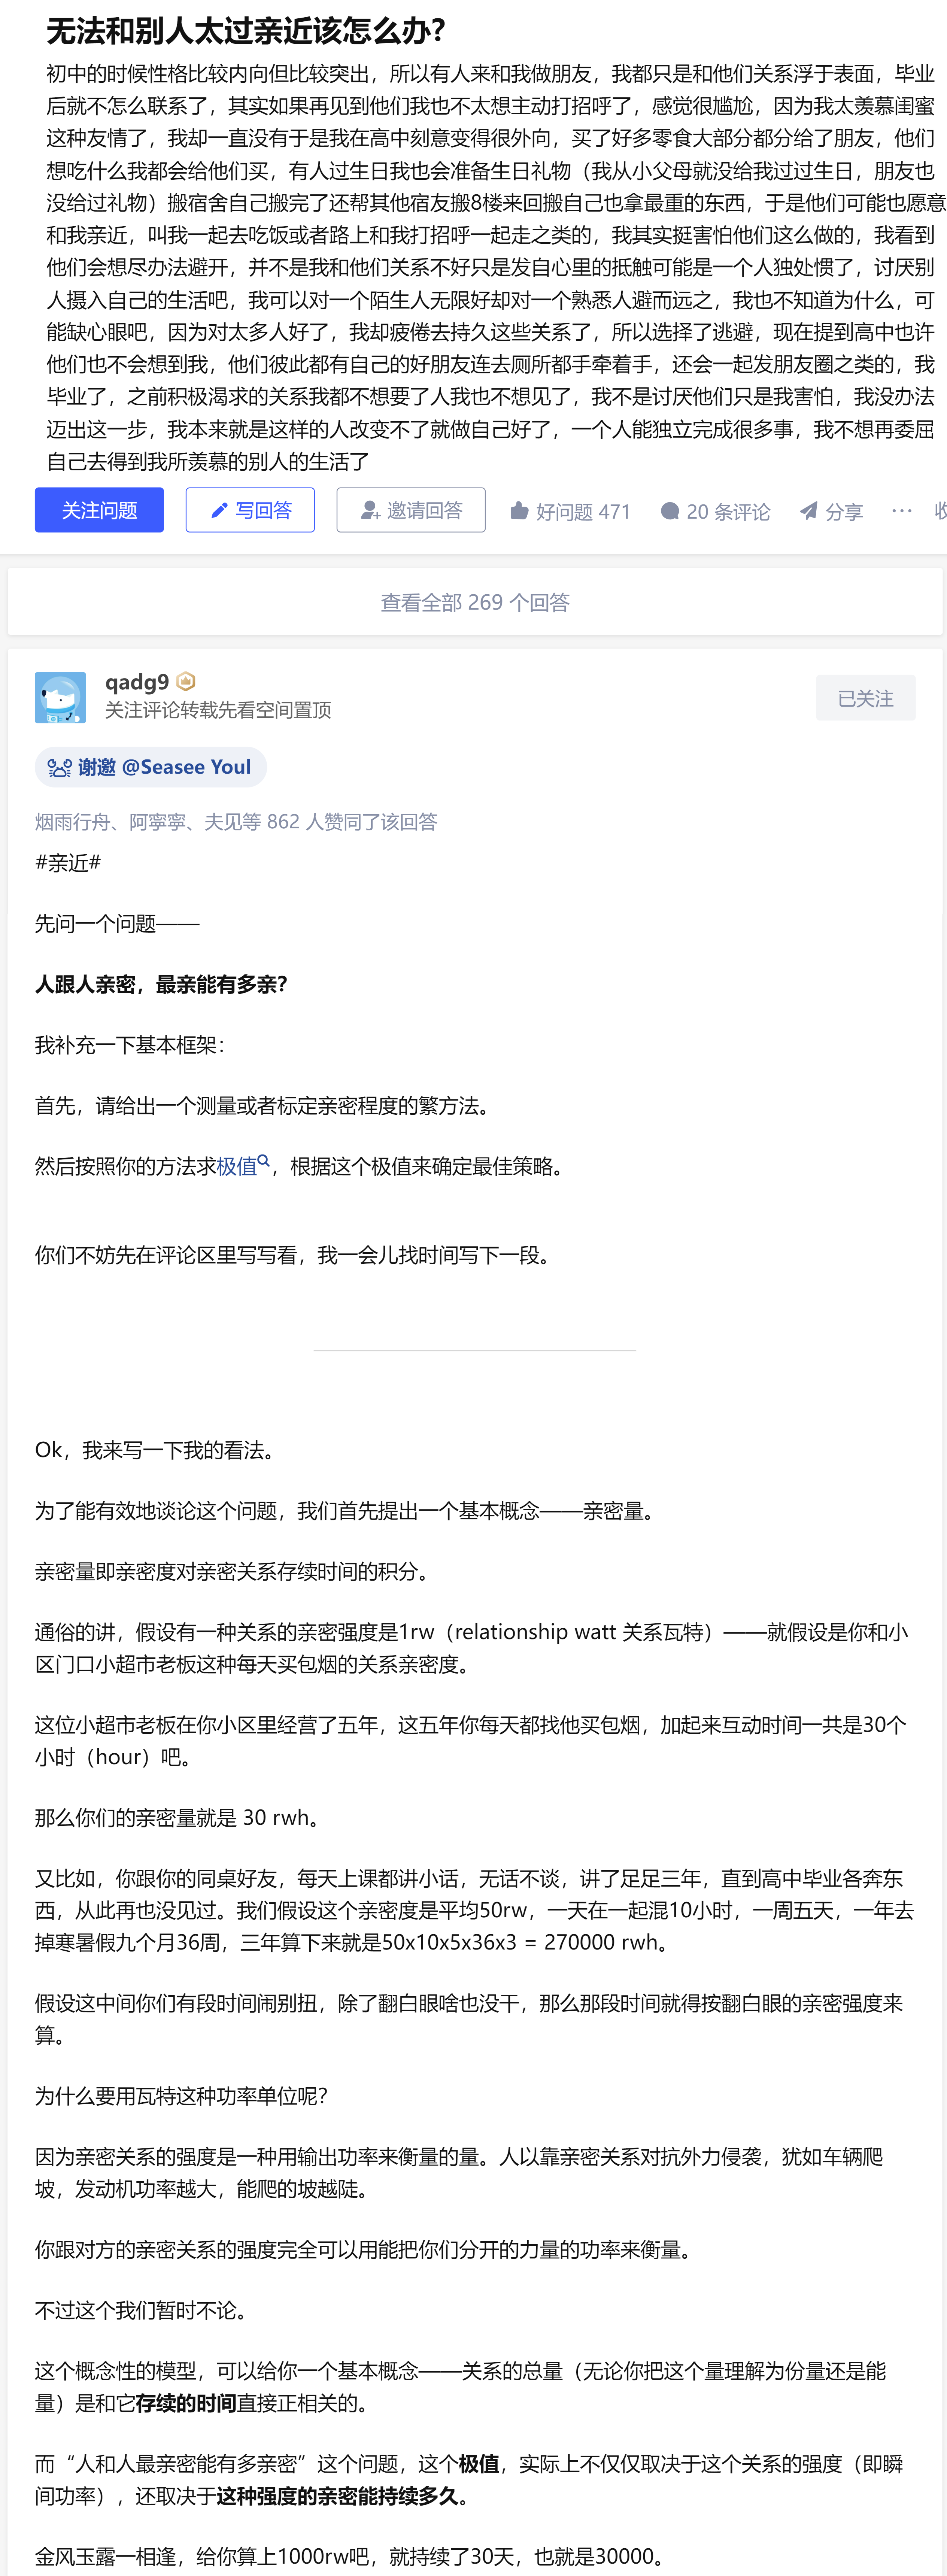 无法和别人太过亲近该怎么办?
初中的时候性格比较内向但比较突出，所以有人来和我做朋友，我都只是和他们关系浮于表面，毕业
后就不怎么联系了，其实如果再见到他们我也不太想主动打招呼了，感觉很尴尬，因为我太羡慕闺蜜
这种友情了，我却一直没有于是我在高中刻意变得很外向，买了好多零食大部分都分给了朋友，他们
想吃什么我都会给他们买，有人过生日我也会准备生日礼物（我从小父母就没给我过过生日，朋友也
没给过礼物）搬宿舍自己搬完了还帮其他宿友搬8楼来回搬自己也拿最重的东西，于是他们可能也愿意
和我亲近，叫我一起去吃饭或者路上和我打招呼一起走之类的，我其实挺害怕他们这么做的，我看到
他们会想尽办法避开，并不是我和他们关系不好只是发自心里的抵触可能是一个人独处惯了，讨厌别
人摄入自己的生活吧，我可以对一个陌生人无限好却对一个熟悉人避而远之，我也不知道为什么，可
能缺心眼吧，因为对太多人好了，我却疲倦去持久这些关系了，所以选择了逃避，现在提到高中也许
他们也不会想到我，他们彼此都有自己的好朋友连去厕所都手牵着手，还会一起发朋友圈之类的，我
毕业了，之前积极渴求的关系我都不想要了人我也不想见了，我不是讨厌他们只是我害怕，我没办法
迈出这一步，我本来就是这样的人改变不了就做自己好了，一个人能独立完成很多事，我不想再委屈
自己去得到我所羡慕的别人的生活了
关注问题 写回答 邀请回答 好问题 471 20 条评论 分享 ··· 收
查看全部 269 个回答
qadg9
关注评论转载先看空间置顶
已关注
谢邀 @Seasee Youl
烟雨行舟、阿寧寧、夫见等 862 人赞同了该回答
#亲近#
先问一个问题——
人跟人亲密，最亲能有多亲？
我补充一下基本框架：
首先，请给出一个测量或者标定亲密程度的繁方法。
然后按照你的方法求极值，根据这个极值来确定最佳策略。
你们不妨先在评论区里写写看，我一会儿找时间写下一段。
Ok，我来写一下我的看法。
为了能有效地谈论这个问题，我们首先提出一个基本概念——亲密量。
亲密量即亲密度对亲密关系存续时间的积分。
通俗的讲，假设有一种关系的亲密强度是1rw（relationship watt 关系瓦特）——就假设是你和小
区门口小超市老板这种每天买包烟的关系亲密度。
这位小超市老板在你小区里经营了五年，这五年你每天都找他买包烟，加起来互动时间一共是30个
小时（hour）吧。
那么你们的亲密量就是 30 rwh。
又比如，你跟你的同桌好友，每天上课都讲小话，无话不谈，讲了足足三年，直到高中毕业各奔东
西，从此再也没见过。我们假设这个亲密度是平均50rw，一天在一起混10小时，一周五天，一年去
掉寒暑假九个月36周，三年算下来就是50x10x5x36x3 = 270000 rwh。
假设这中间你们有段时间闹别扭，除了翻白眼啥也没干，那么那段时间就得按翻白眼的亲密强度来
算。
为什么要用瓦特这种功率单位呢？
因为亲密关系的强度是一种用输出功率来衡量的量。人以靠亲密关系对抗外力侵袭，犹如车辆爬
坡，发动机功率越大，能爬的坡越陡。
你跟对方的亲密关系的强度完全可以用能把你们分开的力量的功率来衡量。
不过这个我们暂时不论。
这个概念性的模型，可以给你一个基本概念——关系的总量（无论你把这个量理解为份量还是能
量）是和它存续的时间直接正相关的。
而“人和人最亲密能有多亲密”这个问题，这个极值，实际上不仅仅取决于这个关系的强度（即瞬
间功率），还取决于这种强度的亲密能持续多久。
金风玉露一相逢，给你算上1000rw吧，就持续了30天，也就是30000。